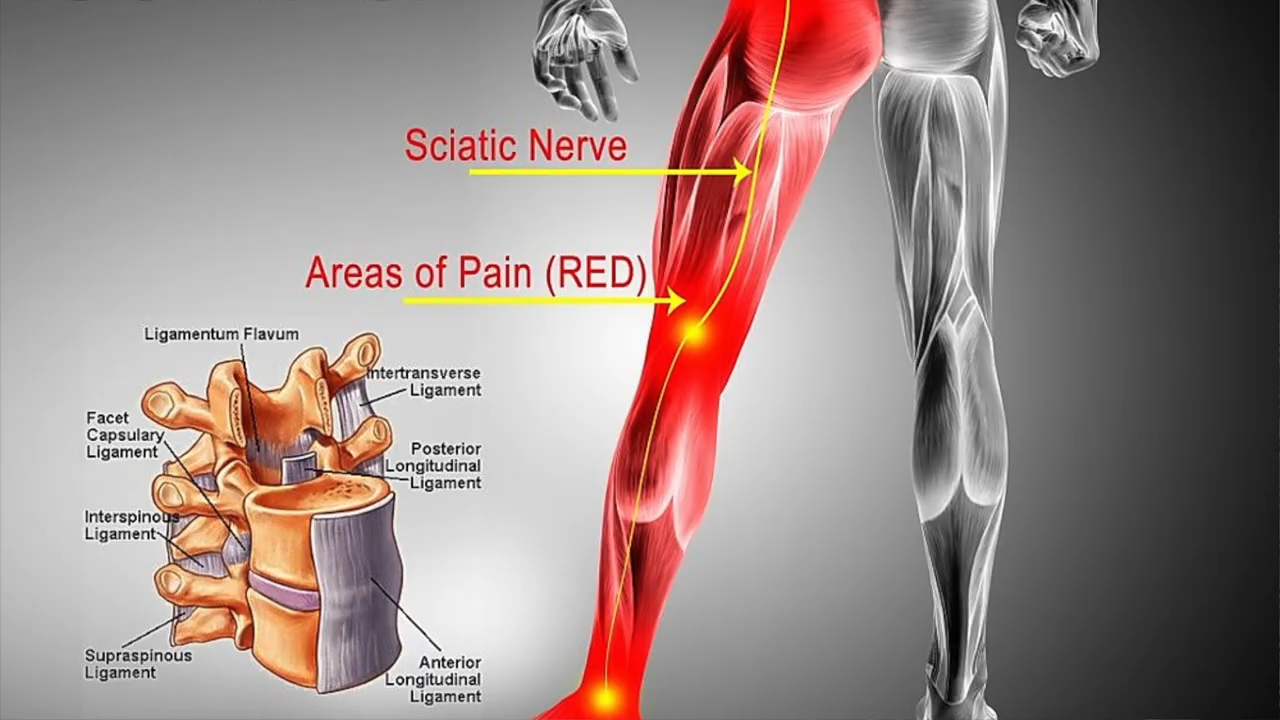 Sciatic Nerve
Areas of Pain (RED)
Ligamentum Flavum
Intertransverse
Ligament
Facet
Capsulary
Ligament
Posterior
Longitudinal
Ligament
Interspinous
Ligament
Supraspinous
Ligament
Anterior
Longitudinal
Ligament